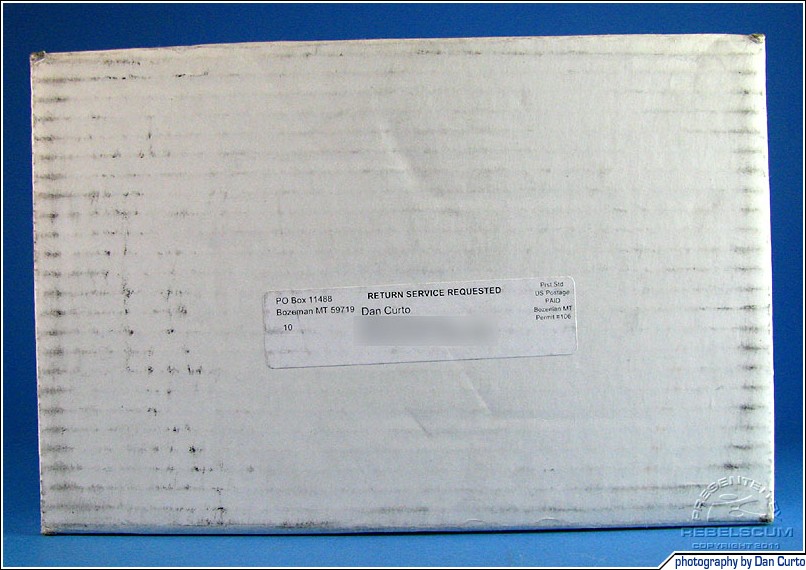 PO Box 11488
Bozeman MT 59719
10
RETURN SERVICE REQUESTED
Dan Curto
Prst Std
US Postage
PAID
Bozeman MT
Permit #106
PRESENTED BY
REBELSCUM
COPYRIGHT 2011
photography by Dan Curto